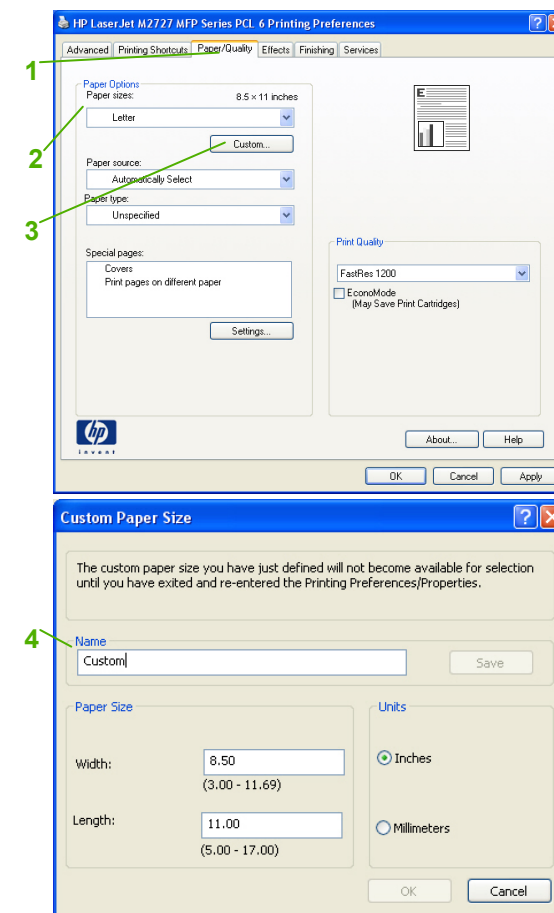 HP LaserJet M2727 MFP Series PCL 6 Printing Preferences
Advanced Printing Shortcuts Paper/Quality Effects Finishing Services
1
Paper Options
Paper sizes: 8.5 × 11 inches
E
Letter
2
Custom...
Paper source:
Automatically Select
Paper type:
3
Unspecified
Special pages:
Covers
Print pages on different paper
Settings...
Print Quality
FastRes 1200
EconoMode
(May Save Print Cartridges)
hp
invent
About... Help
OK Cancel Apply
Custom Paper Size
The custom paper size you have just defined will not become available for selection
until you have exited and re-entered the Printing Preferences/Properties.
4
Name
Custom
Save
Paper Size
Width: 8.50
(3.00 - 11.69)
Length: 11.00
(5.00 - 17.00)
Units
Inches
Millimeters
OK Cancel